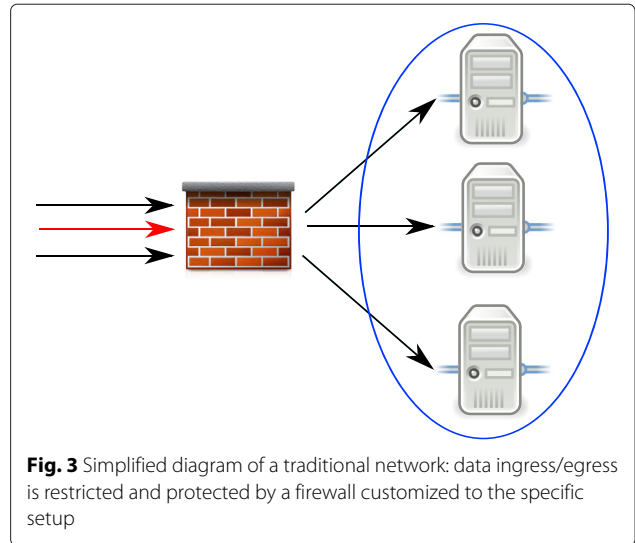 Fig. 3 Simplified diagram of a traditional network: data ingress/egress
is restricted and protected by a firewall customized to the specific
setup